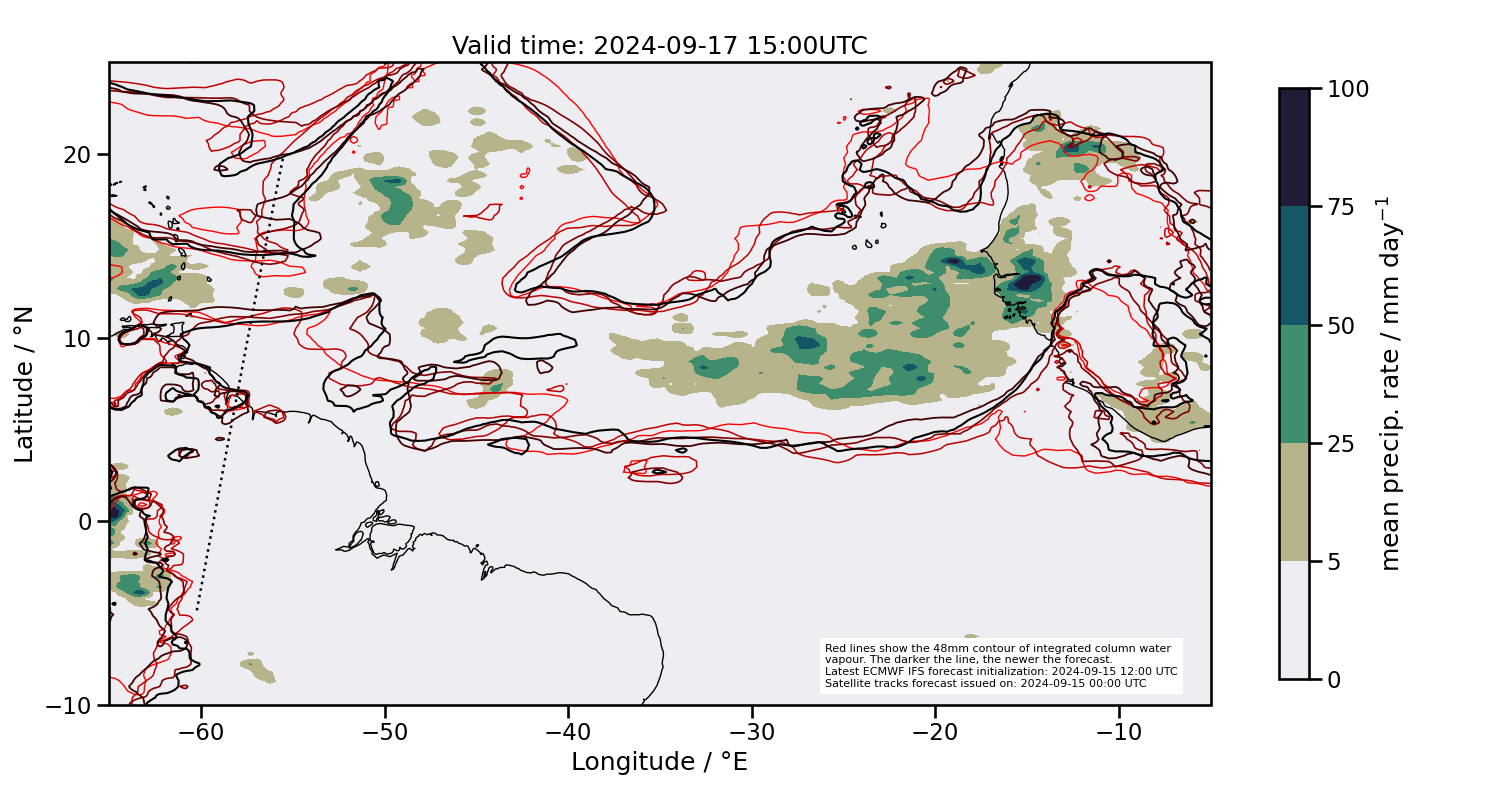 Valid time: 2024-09-17 15:00UTC
20
10
0
−10
Latitude / °N
−60
−50
−40
−30
−20
−10
Longitude / °E
Red lines show the 48mm contour of integrated column water
vapour. The darker the line, the newer the forecast.
Latest ECMWF IFS forecast initialization: 2024-09-15 12:00 UTC
Satellite tracks forecast issued on: 2024-09-15 00:00 UTC
100
75
50
25
5
0
mean precip. rate / mm day⁻¹